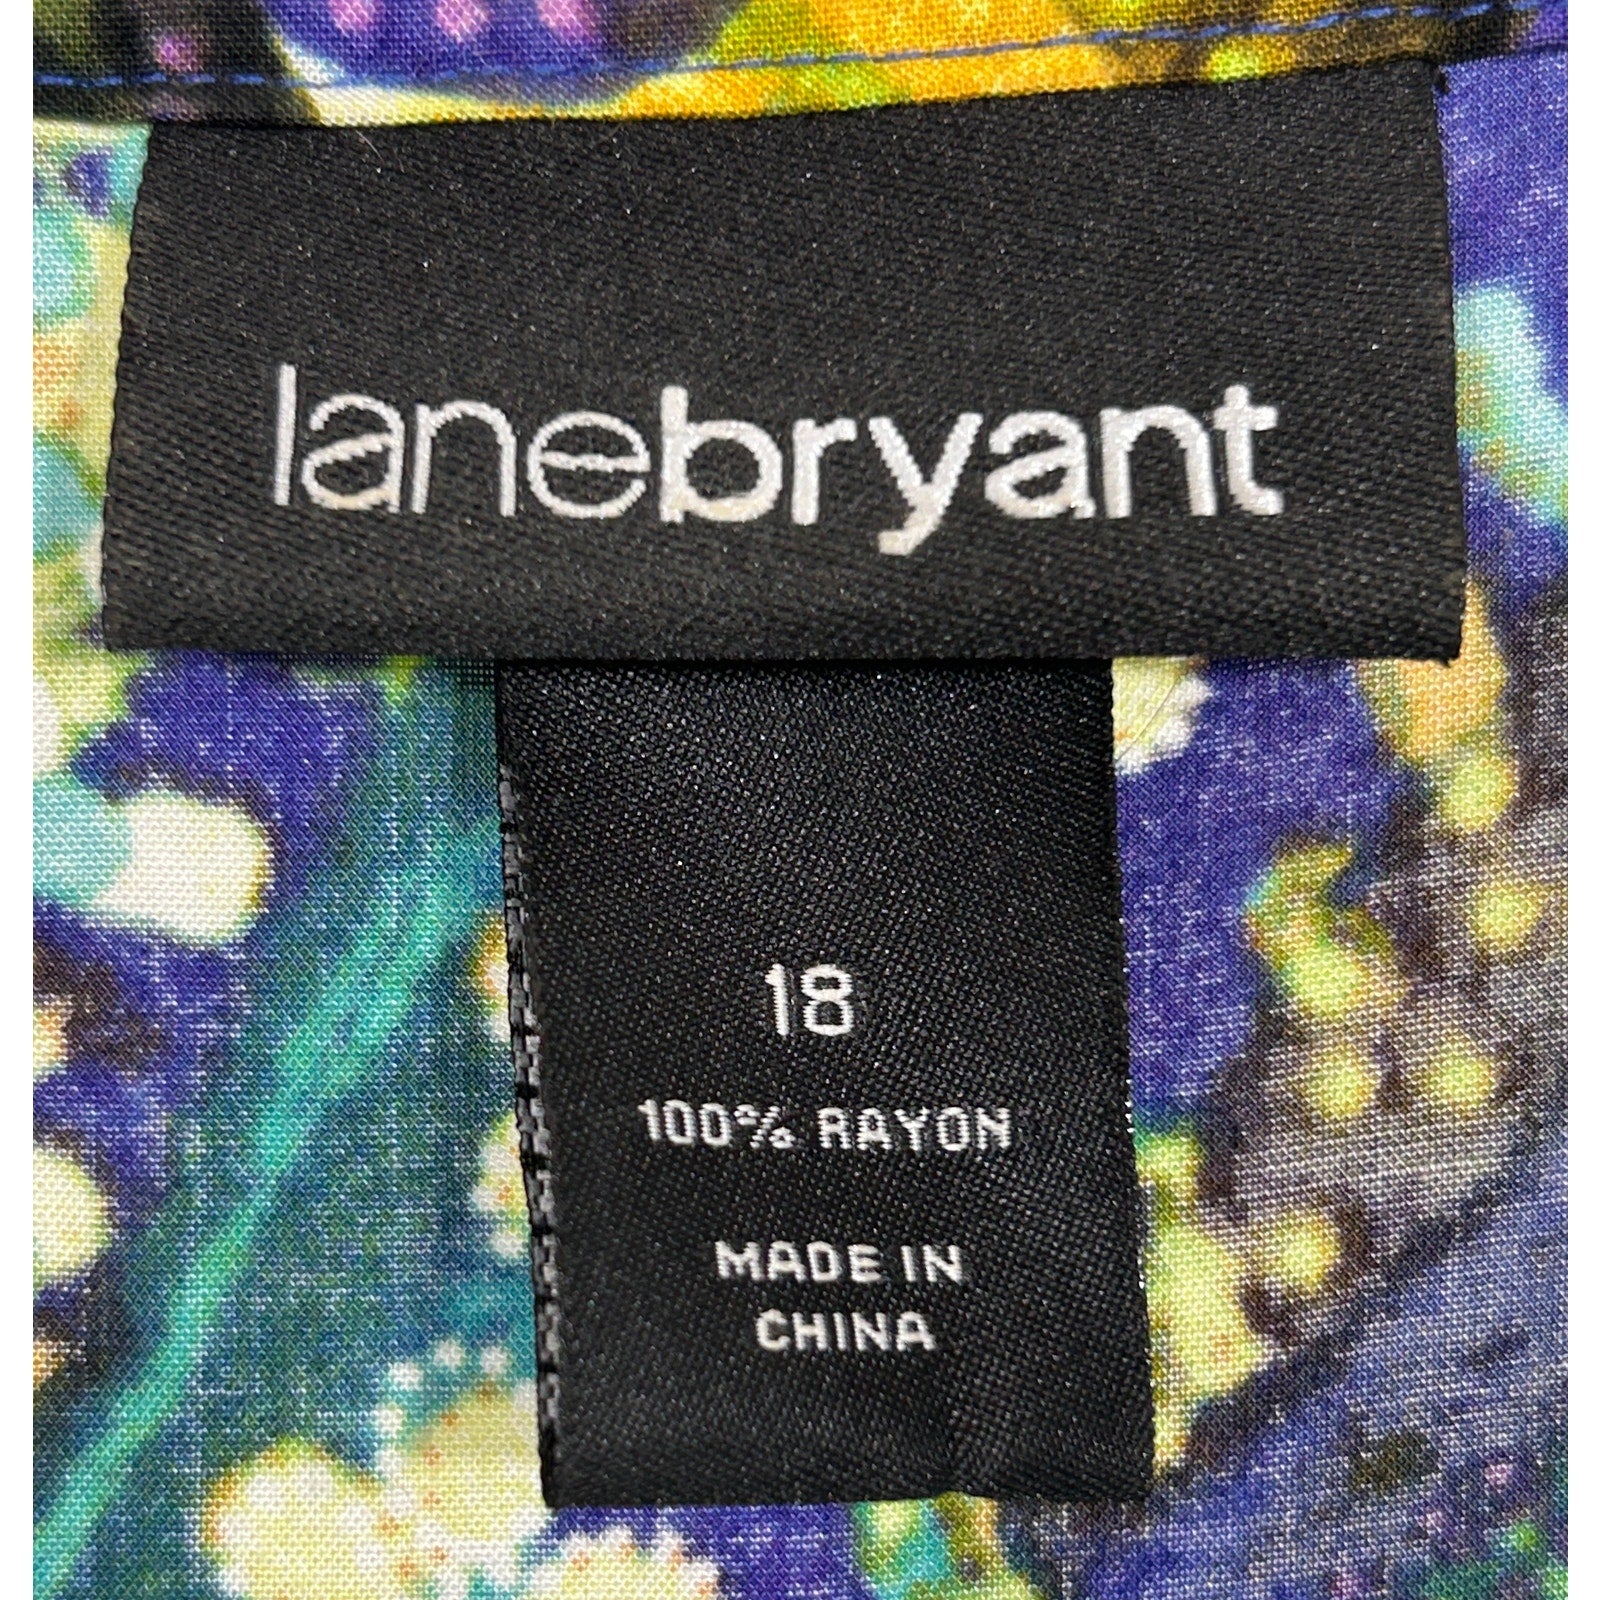 lanebryant
18
100% RAYON
MADE IN
CHINA